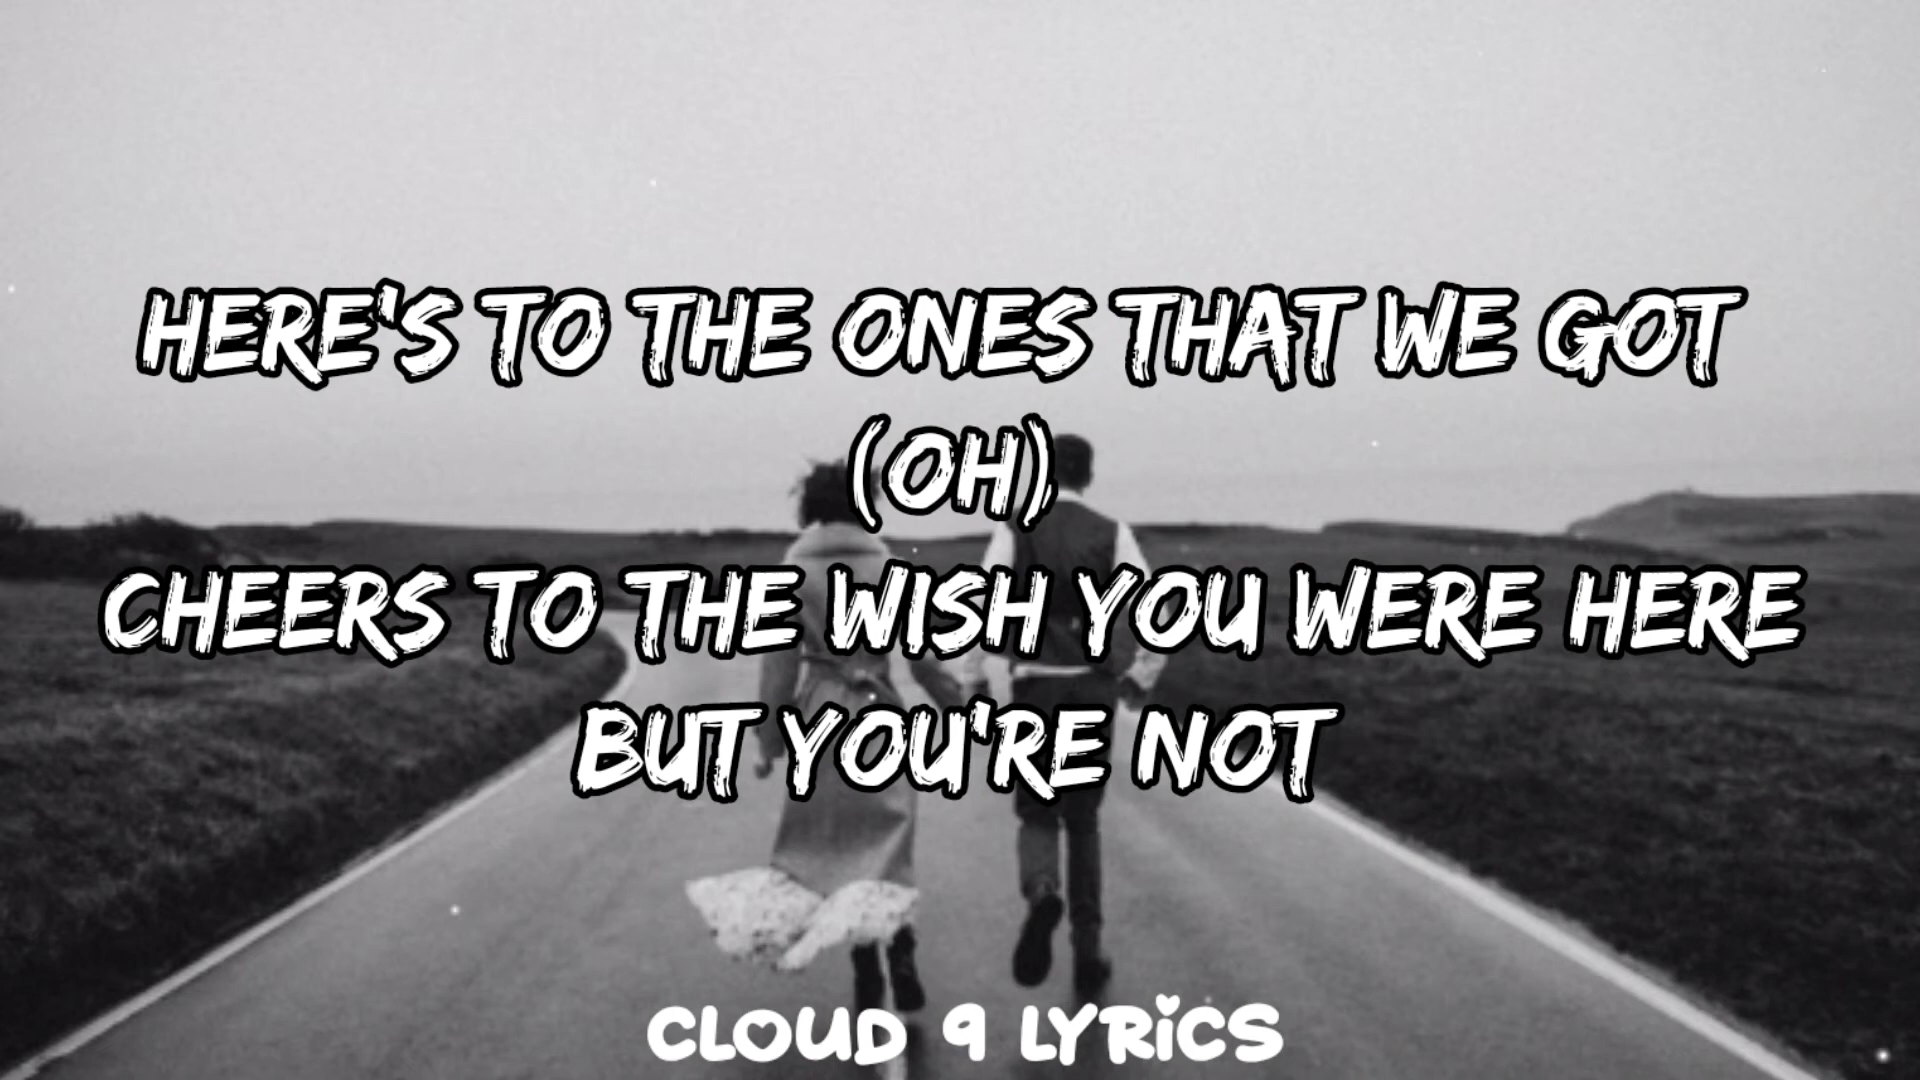 HERE'S TO THE ONES THAT WE GOT
(OH)
CHEERS TO THE WISH YOU WERE HERE
BUT YOU'RE NOT
CLOUD 9 LYRICS